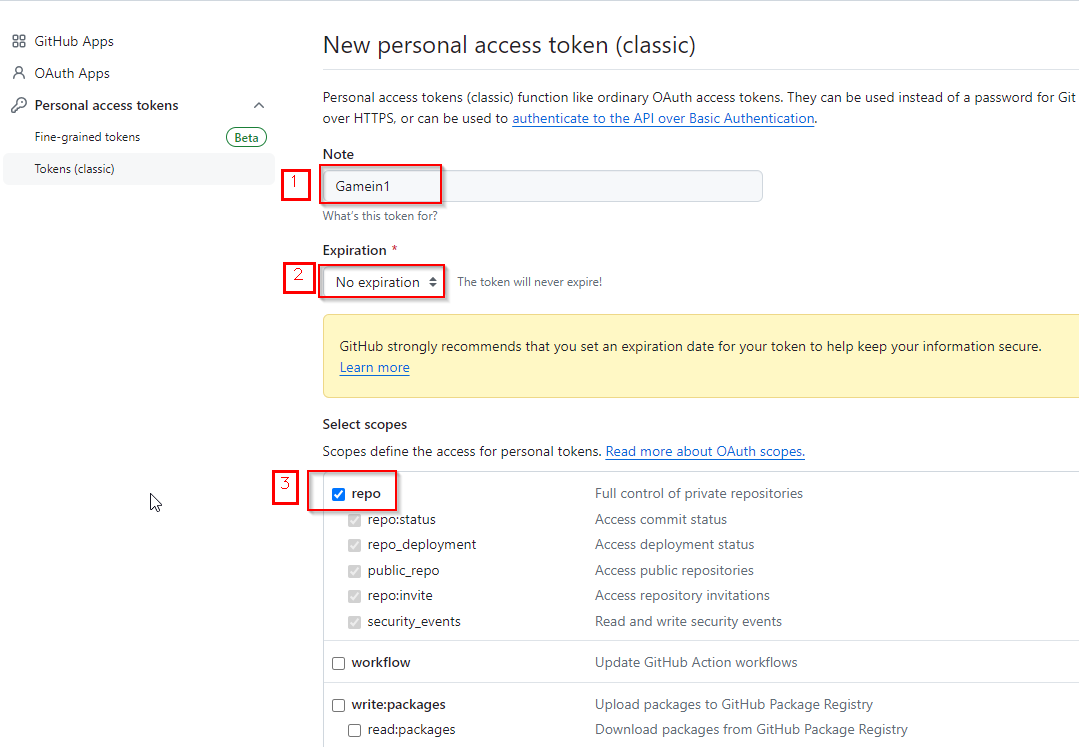 GitHub Apps
OAuth Apps
Personal access tokens
Fine-grained tokens Beta
Tokens (classic)
New personal access token (classic)
Personal access tokens (classic) function like ordinary OAuth access tokens. They can be used instead of a password for Git
over HTTPS, or can be used to authenticate to the API over Basic Authentication.
Note
1 Gamein1
What's this token for?
Expiration *
2 No expiration The token will never expire!
GitHub strongly recommends that you set an expiration date for your token to help keep your information secure.
Learn more
Select scopes
Scopes define the access for personal tokens. Read more about OAuth scopes.
3 repo Full control of private repositories
repo:status Access commit status
repo_deployment Access deployment status
public_repo Access public repositories
repo:invite Access repository invitations
security_events Read and write security events
workflow Update GitHub Action workflows
write:packages Upload packages to GitHub Package Registry
read:packages Download packages from GitHub Package Registry